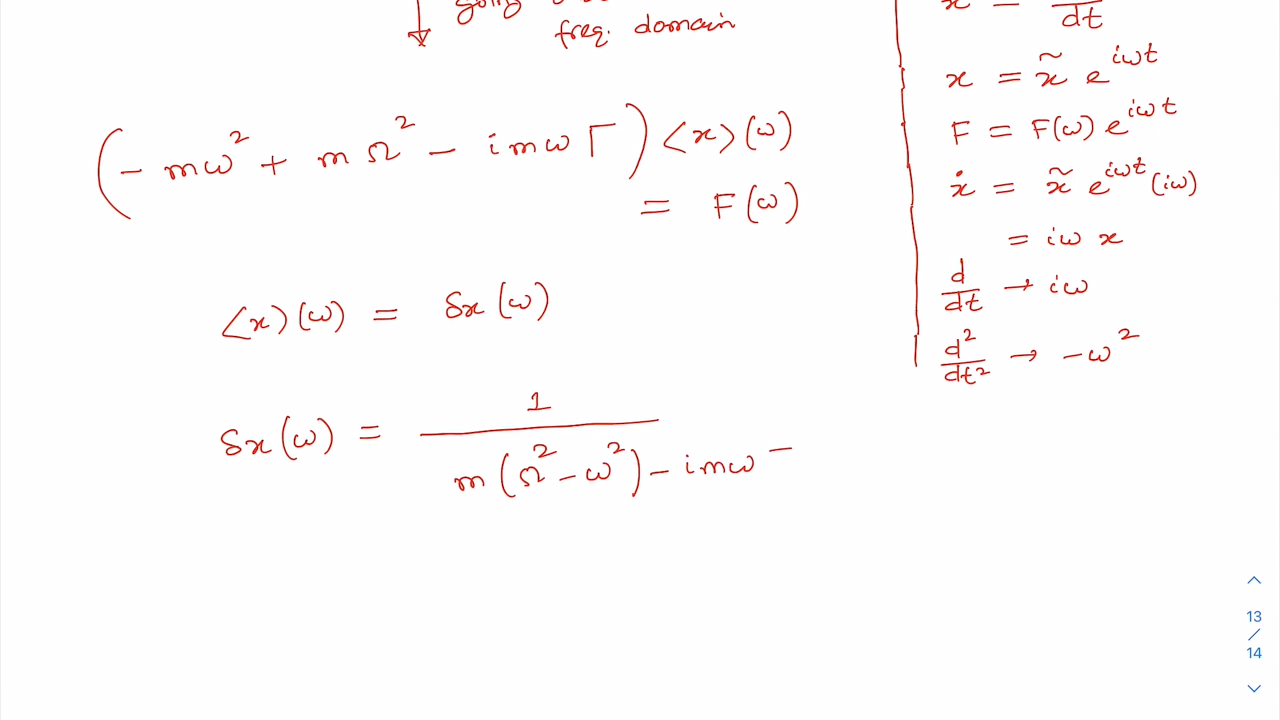 freq. domain
(- mω² + mΩ² - imωΓ) <x>(ω)
= F(ω)
<x>(ω) = δx(ω)
δx(ω) = 1 / m(Ω² - ω²) - imω
dt
x = x̃ e^{iωt}
F = F(ω) e^{iωt}
ẋ = x̃ e^{iωt} (iω)
= iω x
d/dt → iω
d²/dt² → -ω²
13
/
14